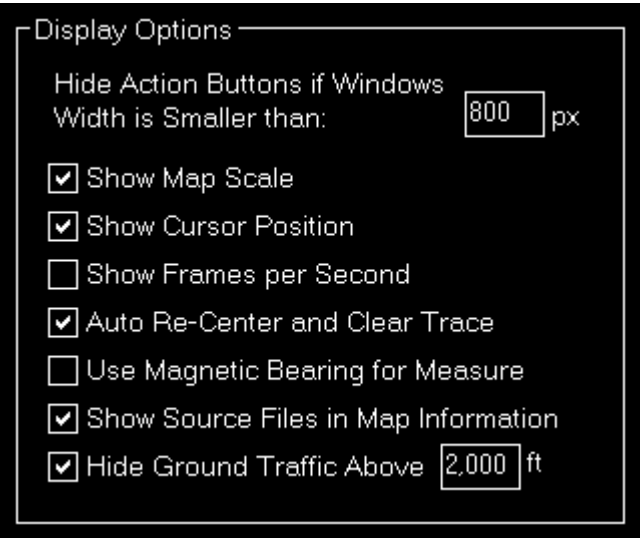 Display Options
Hide Action Buttons if Windows
Width is Smaller than: 800 px
Show Map Scale
Show Cursor Position
Show Frames per Second
Auto Re-Center and Clear Trace
Use Magnetic Bearing for Measure
Show Source Files in Map Information
Hide Ground Traffic Above 2,000 ft